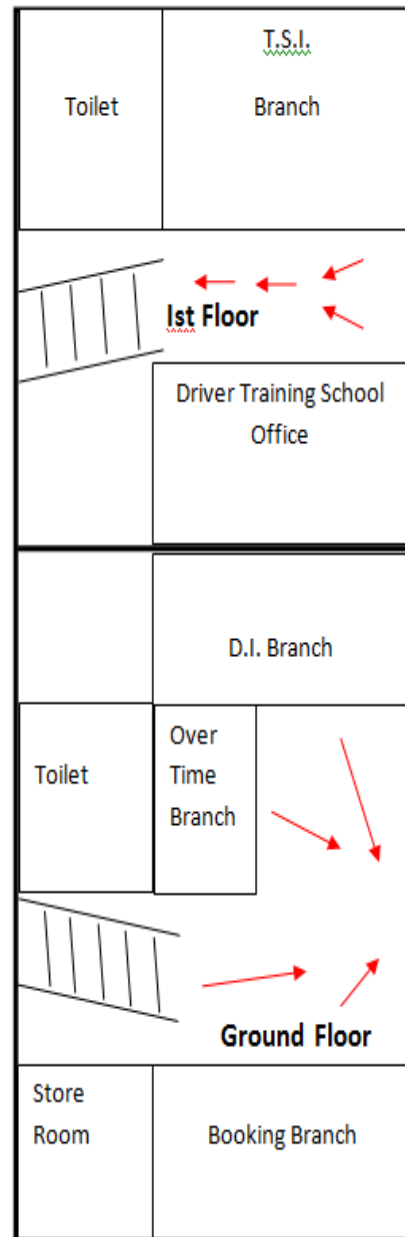 T.S.I.
Toilet
Branch
Ist Floor
Driver Training School
Office
D.I. Branch
Over
Time
Branch
Toilet
Ground Floor
Store
Room
Booking Branch